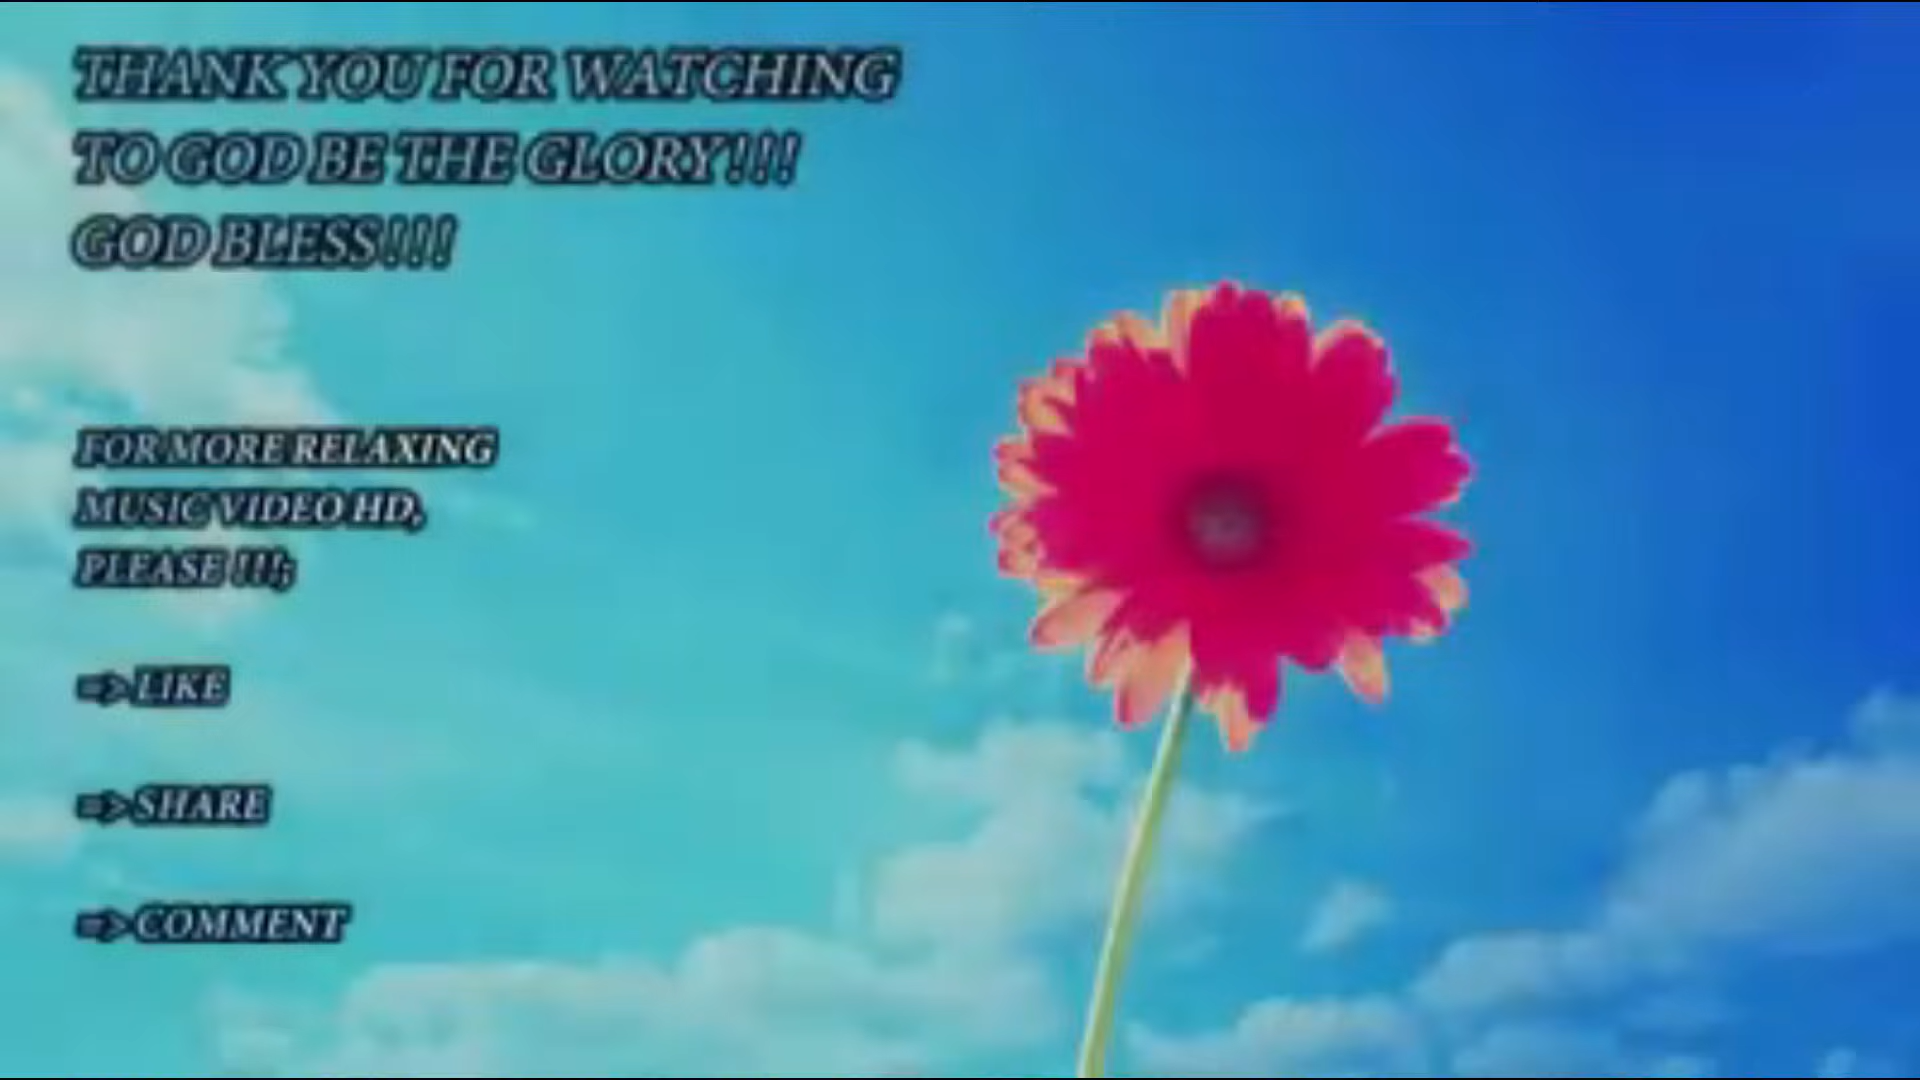 THANK YOU FOR WATCHING
TO GOD BE THE GLORY!!!
GOD BLESS!!!
FOR MORE RELAXING
MUSIC VIDEO HD,
PLEASE !!!;
=>LIKE
=>SHARE
=>COMMENT